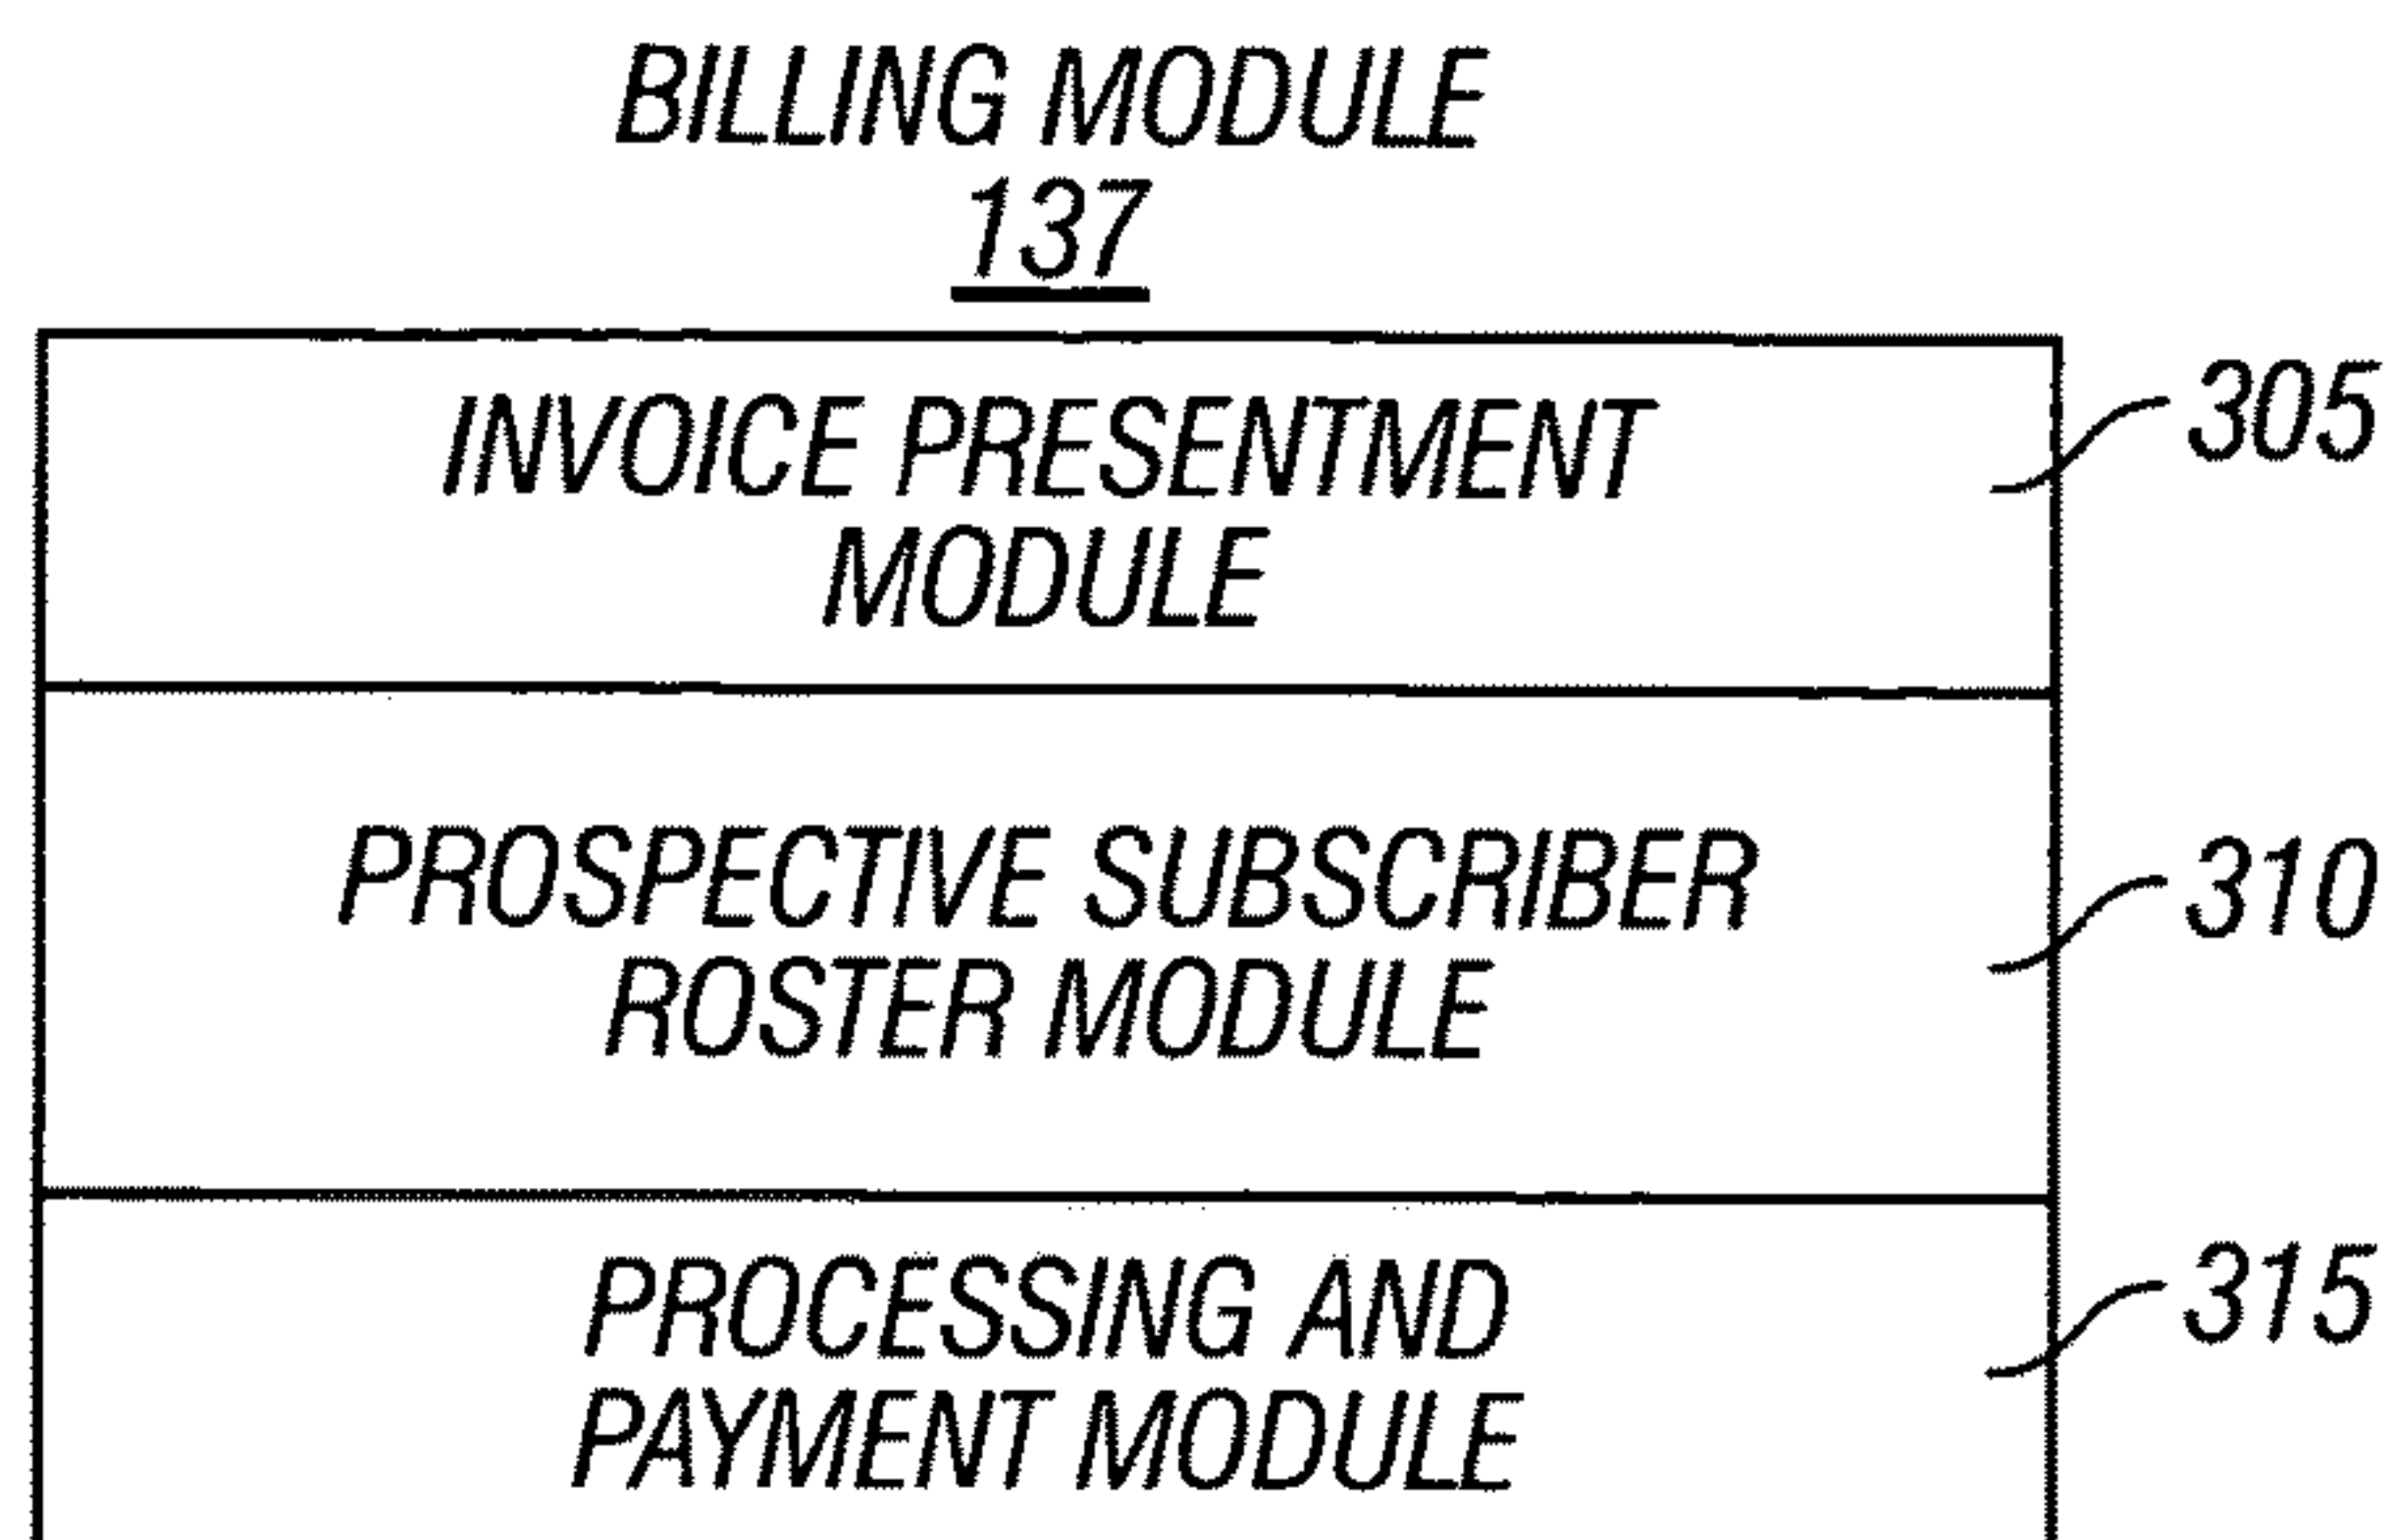 BILLING MODULE
137
INVOICE PRESENTMENT
MODULE
305
PROSPECTIVE SUBSCRIBER
ROSTER MODULE
310
PROCESSING AND
PAYMENT MODULE
315